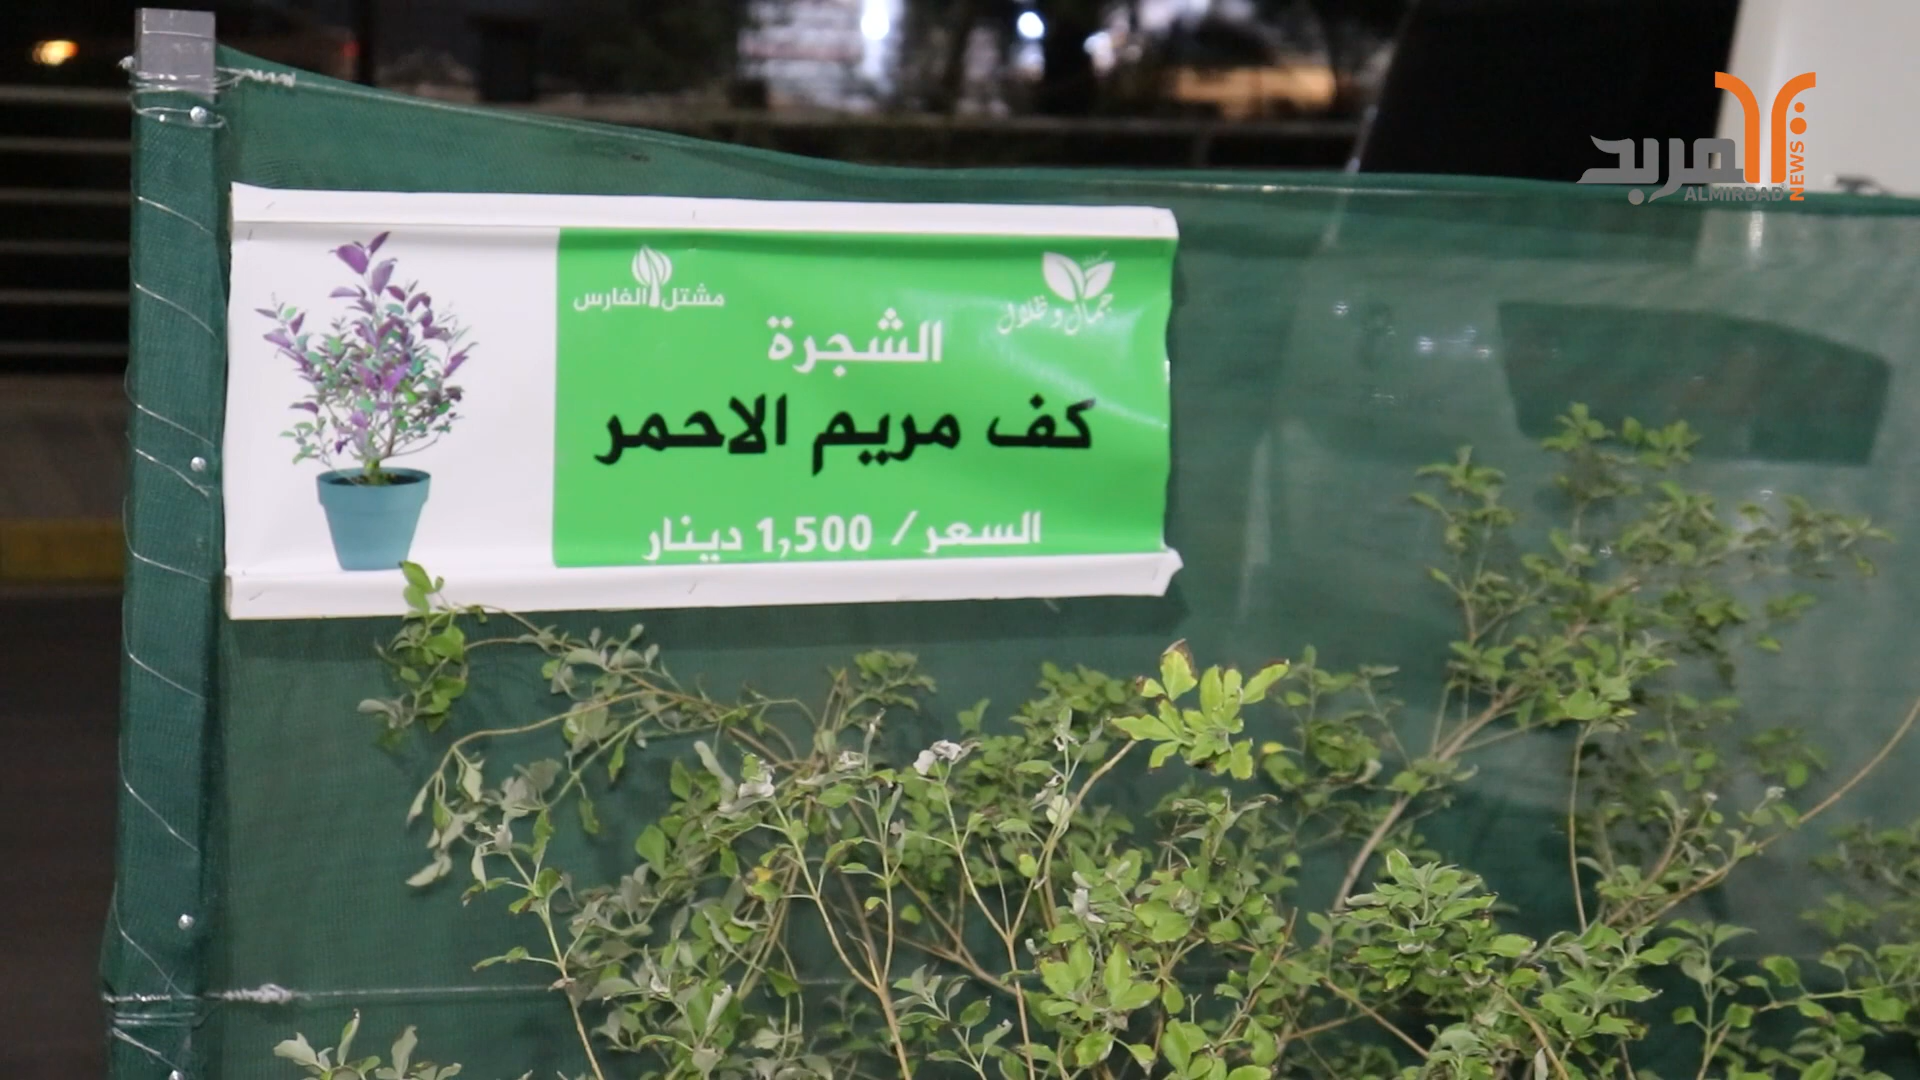 المربد
ALMIRBAD NEWS
جمال و ظلال
مشتل الفارس
الشجرة
كف مريم الاحمر
السعر / 1,500 دينار